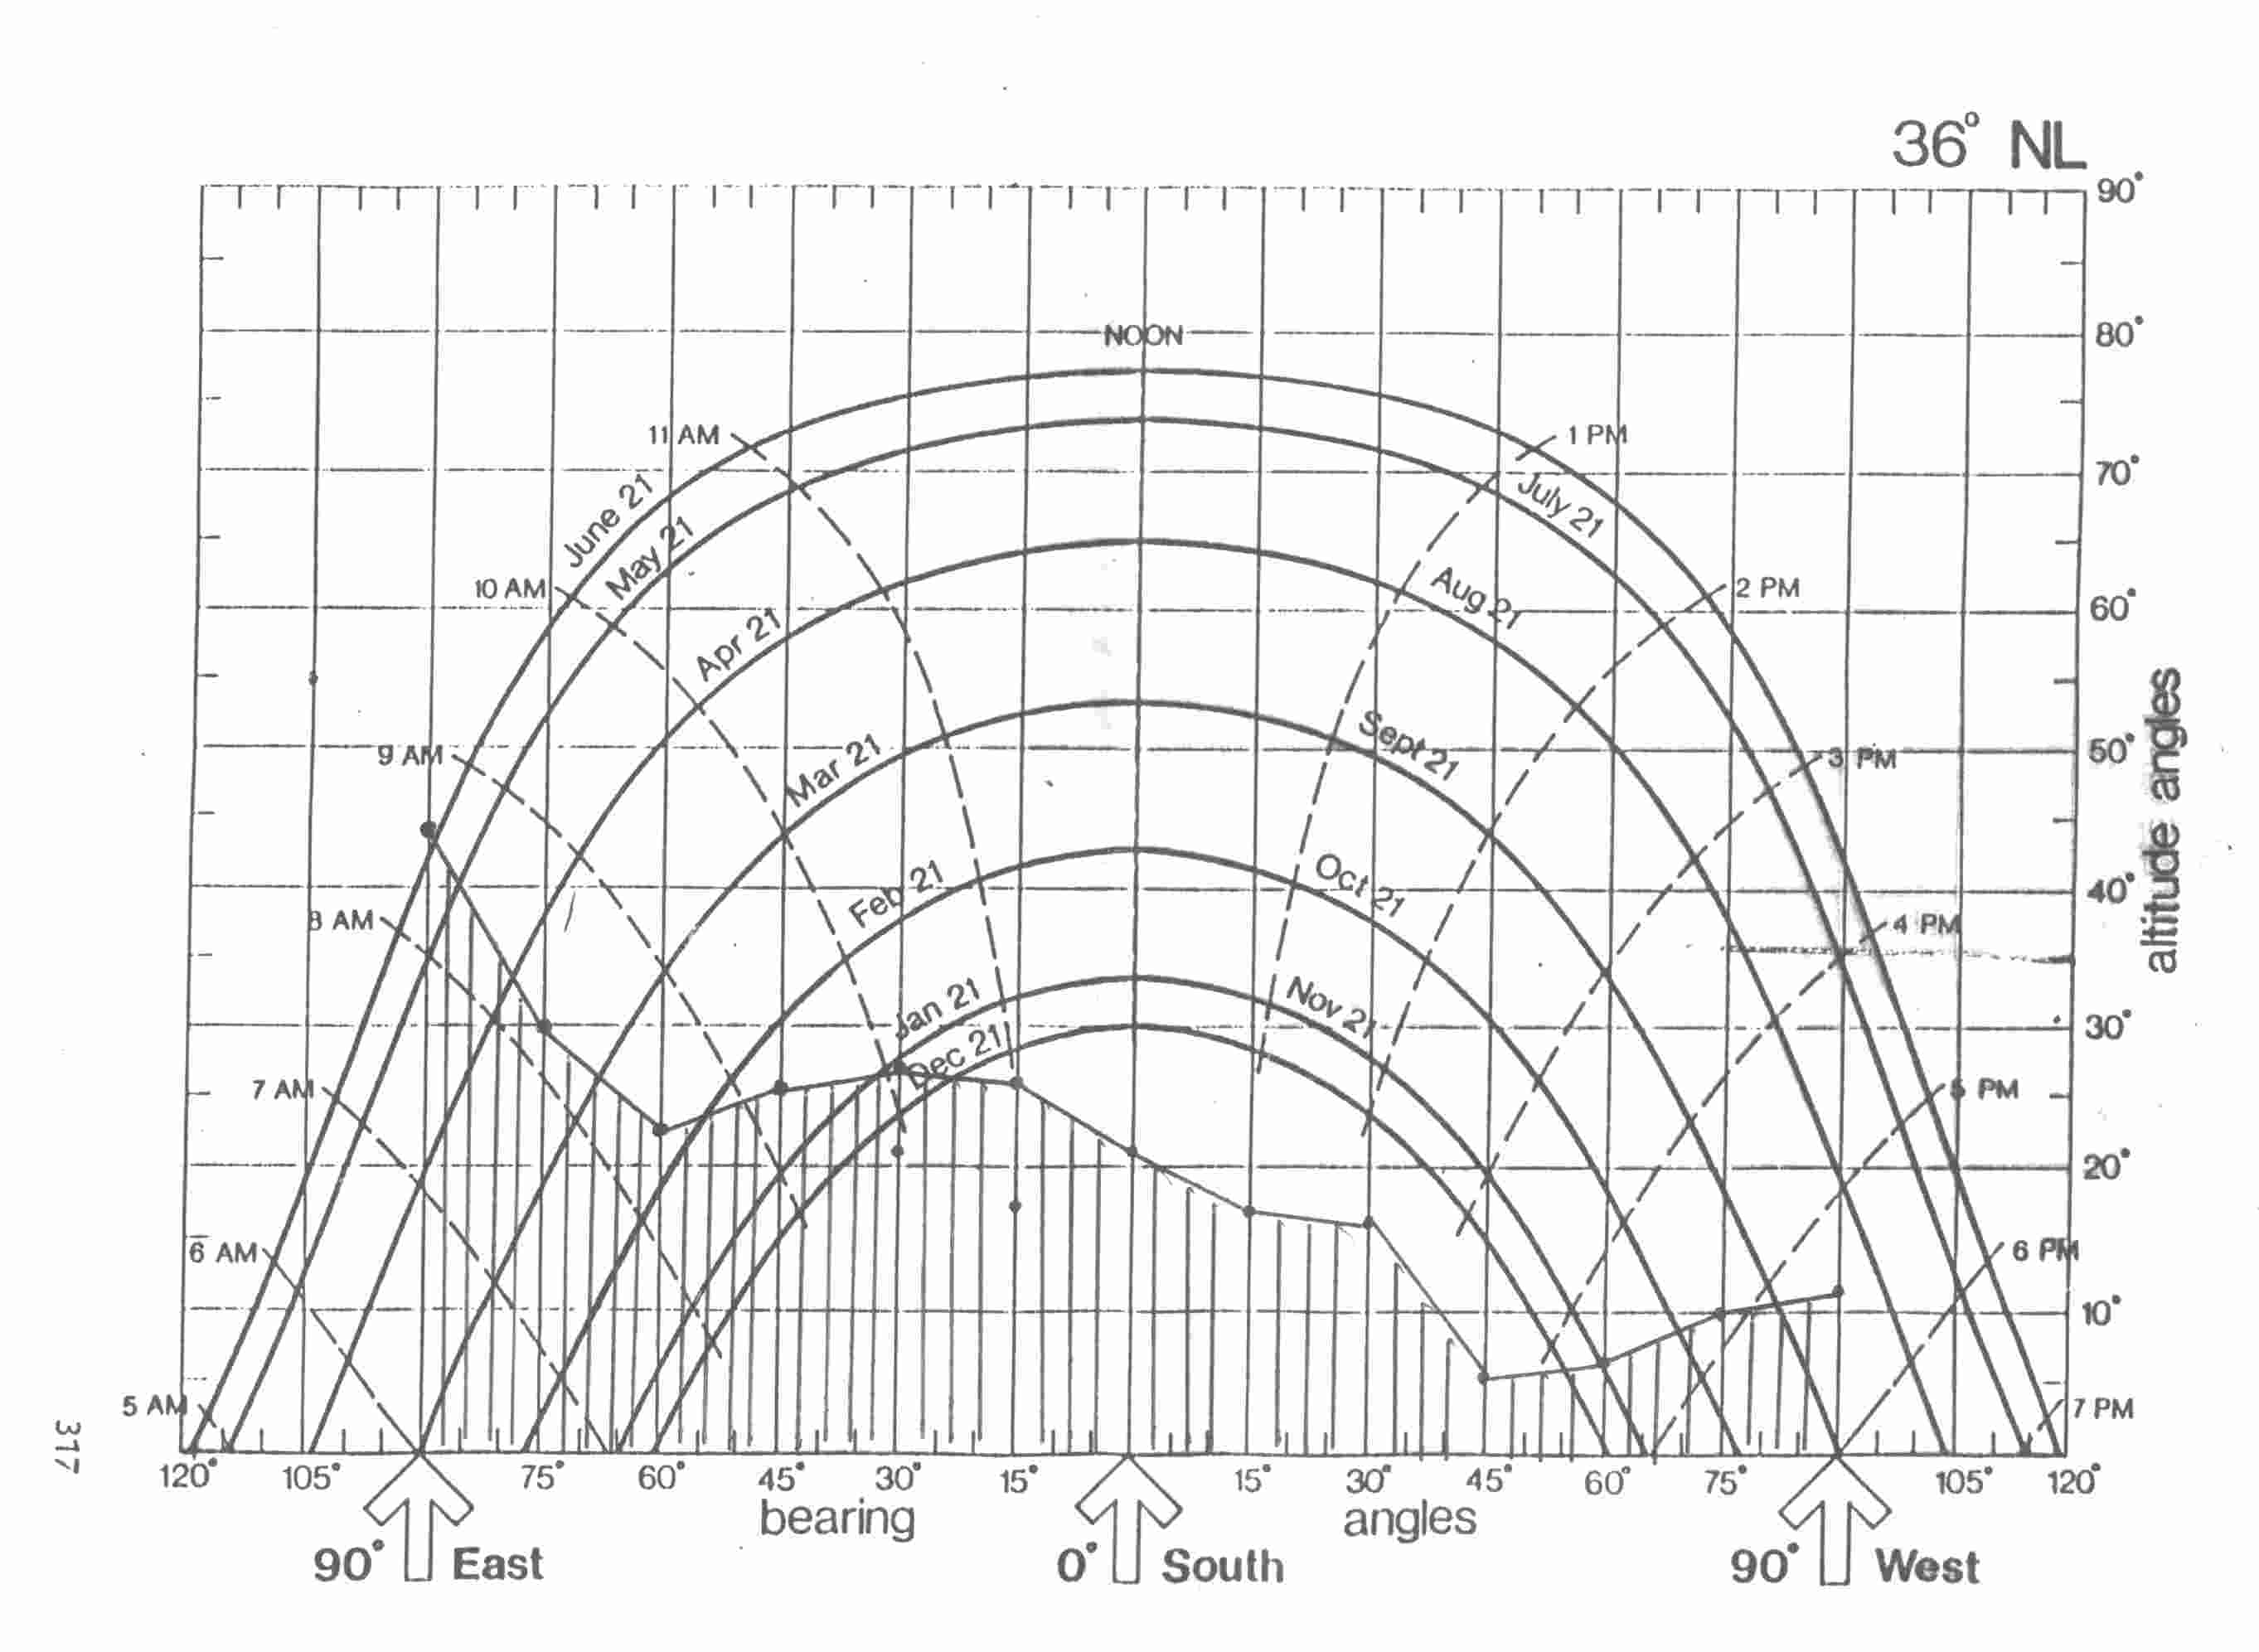 36° NL
90°
80°
NOON
11 AM
1 PM
70°
June 21
July 21
May 21
10 AM
2 PM
60°
Aug 21
Apr 21
9 AM
Sept 21
3 PM
50°
Mar 21
altitude angles
Oct 21
Feb 21
40°
8 AM
4 PM
Jan 21
Nov 21
30°
Dec 21
7 AM
5 PM
20°
6 AM
6 PM
10°
5 AM
7 PM
317
120° 105° 75° 60° 45° 30° 15° 15° 30° 45° 60° 75° 105° 120°
bearing angles
90° East 0° South 90° West